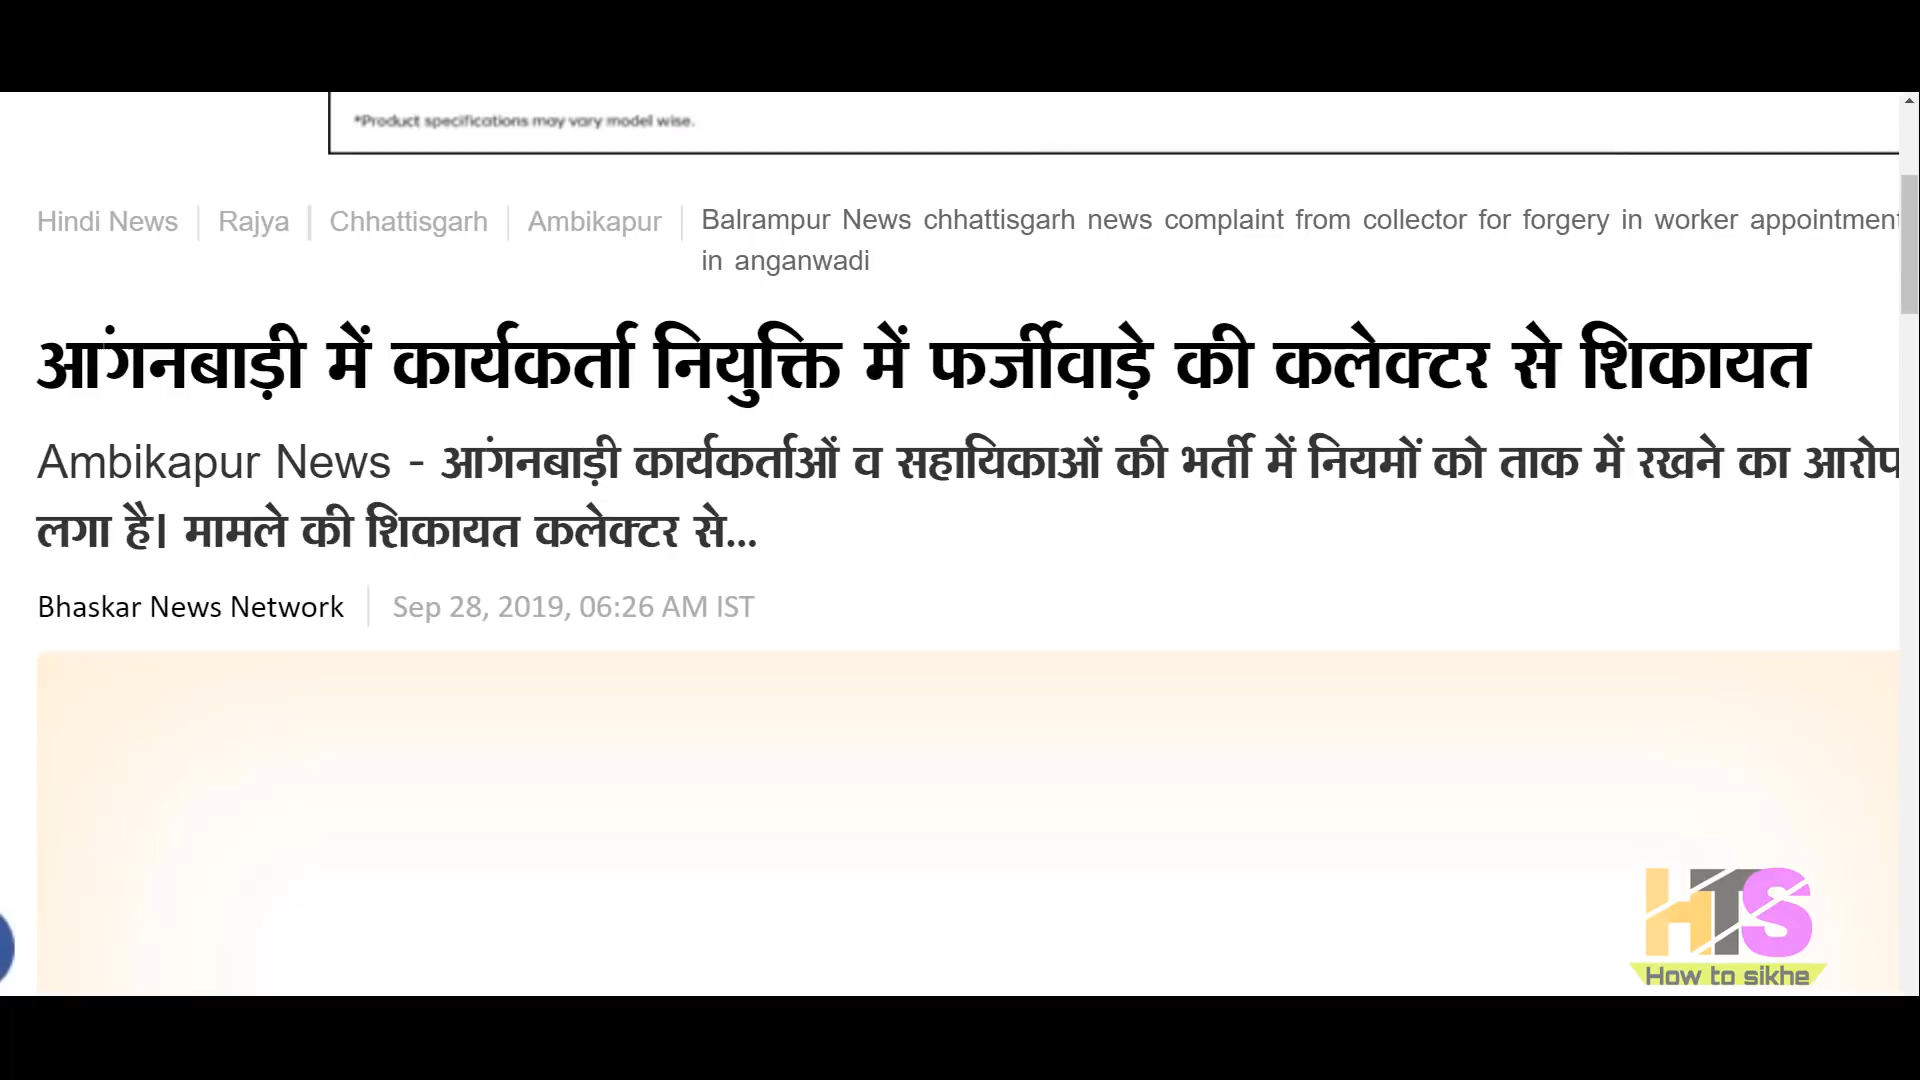 *Product specifications may vary model wise.
Hindi News | Rajya | Chhattisgarh | Ambikapur | Balrampur News chhattisgarh news complaint from collector for forgery in worker appointment
in anganwadi
आंगनबाड़ी में कार्यकर्ता नियुक्ति में फर्जीवाड़े की कलेक्टर से शिकायत
Ambikapur News - आंगनबाड़ी कार्यकर्ताओं व सहायिकाओं की भर्ती में नियमों को ताक में रखने का आरोप
लगा है। मामले की शिकायत कलेक्टर से...
Bhaskar News Network | Sep 28, 2019, 06:26 AM IST
HTS
How to sikhe